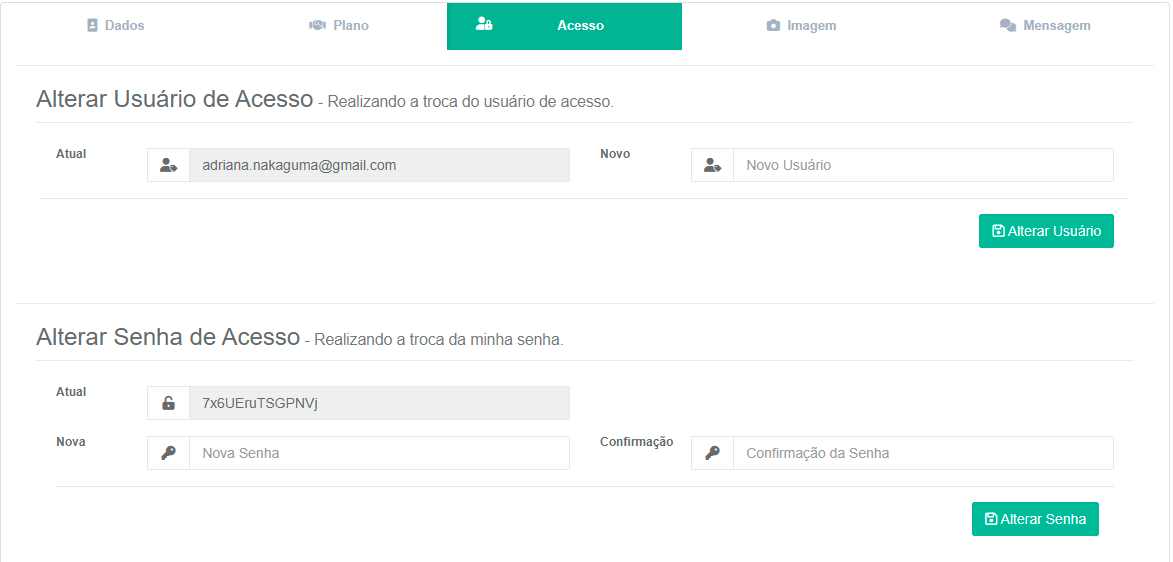 Dados Plano Acesso Imagem Mensagem
Alterar Usuário de Acesso - Realizando a troca do usuário de acesso.
Atual adriana.nakaguma@gmail.com Novo Novo Usuário
Alterar Usuário
Alterar Senha de Acesso - Realizando a troca da minha senha.
Atual 7x6UEruTSGPNVj
Nova Nova Senha Confirmação Confirmação da Senha
Alterar Senha